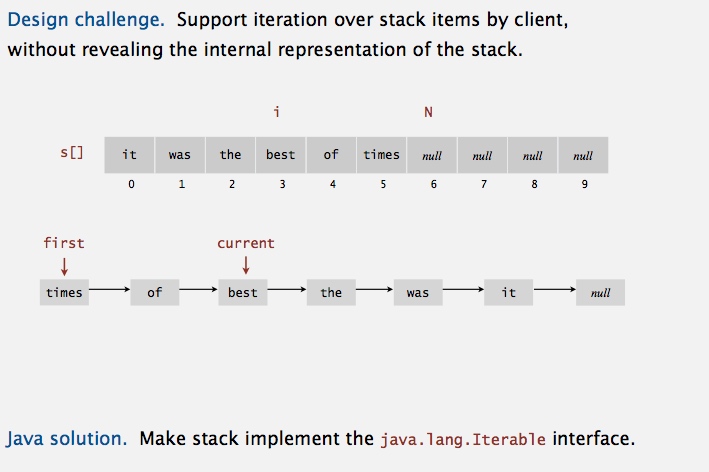 Design challenge. Support iteration over stack items by client,
without revealing the internal representation of the stack.
i N
s[] it was the best of times null null null null
0 1 2 3 4 5 6 7 8 9
first current
times of best the was it null
Java solution. Make stack implement the java.lang.Iterable interface.